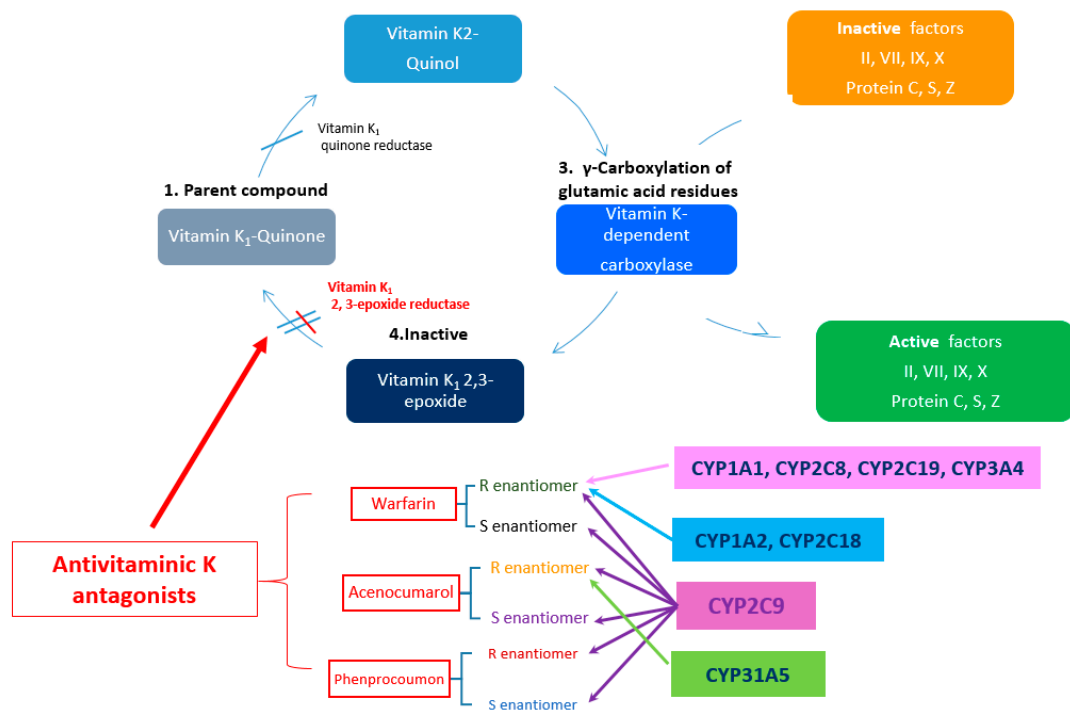 Vitamin K2-
Quinol
Inactive factors
II, VII, IX, X
Protein C, S, Z
Vitamin K₁
quinone reductase
1. Parent compound
Vitamin K₁-Quinone
3. γ-Carboxylation of
glutamic acid residues
Vitamin K-
dependent
carboxylase
Vitamin K₁
2, 3-epoxide reductase
4.Inactive
Vitamin K₁ 2,3-
epoxide
Active factors
II, VII, IX, X
Protein C, S, Z
Antivitaminic K
antagonists
Warfarin
R enantiomer
S enantiomer
Acenocumarol
R enantiomer
S enantiomer
Phenprocoumon
R enantiomer
S enantiomer
CYP1A1, CYP2C8, CYP2C19, CYP3A4
CYP1A2, CYP2C18
CYP2C9
CYP31A5